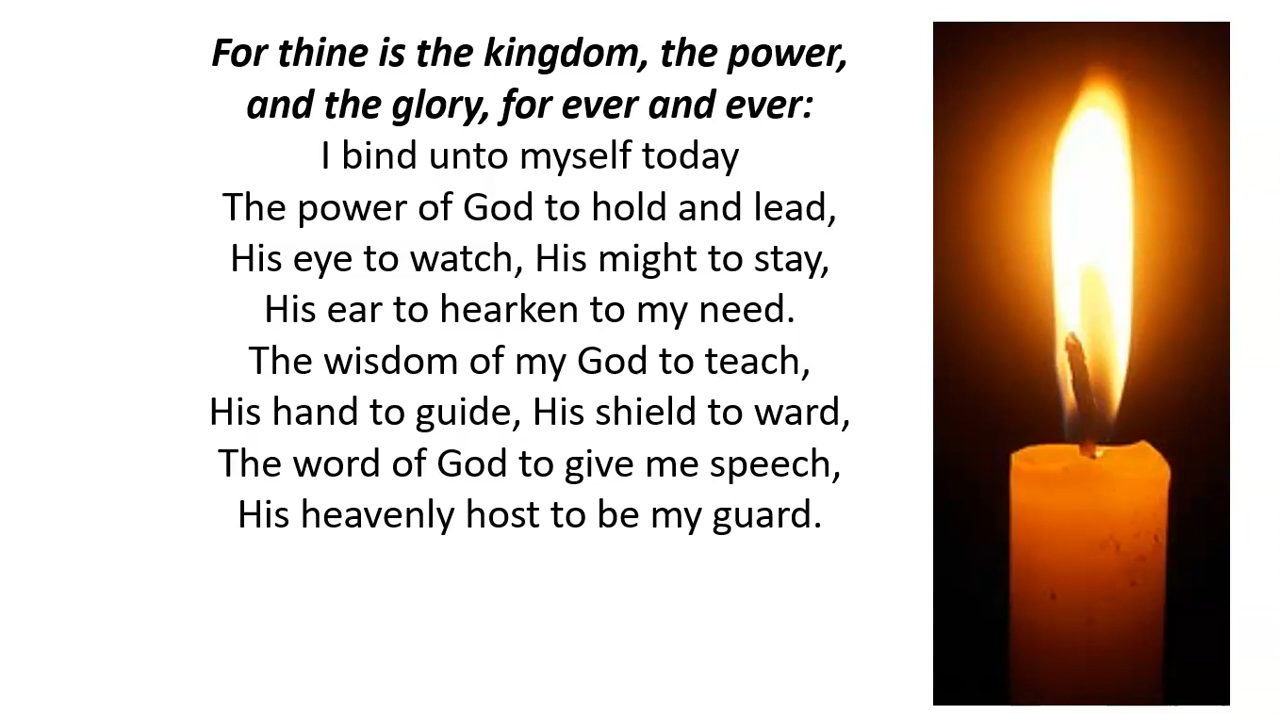 For thine is the kingdom, the power,
and the glory, for ever and ever:
I bind unto myself today
The power of God to hold and lead,
His eye to watch, His might to stay,
His ear to hearken to my need.
The wisdom of my God to teach,
His hand to guide, His shield to ward,
The word of God to give me speech,
His heavenly host to be my guard.